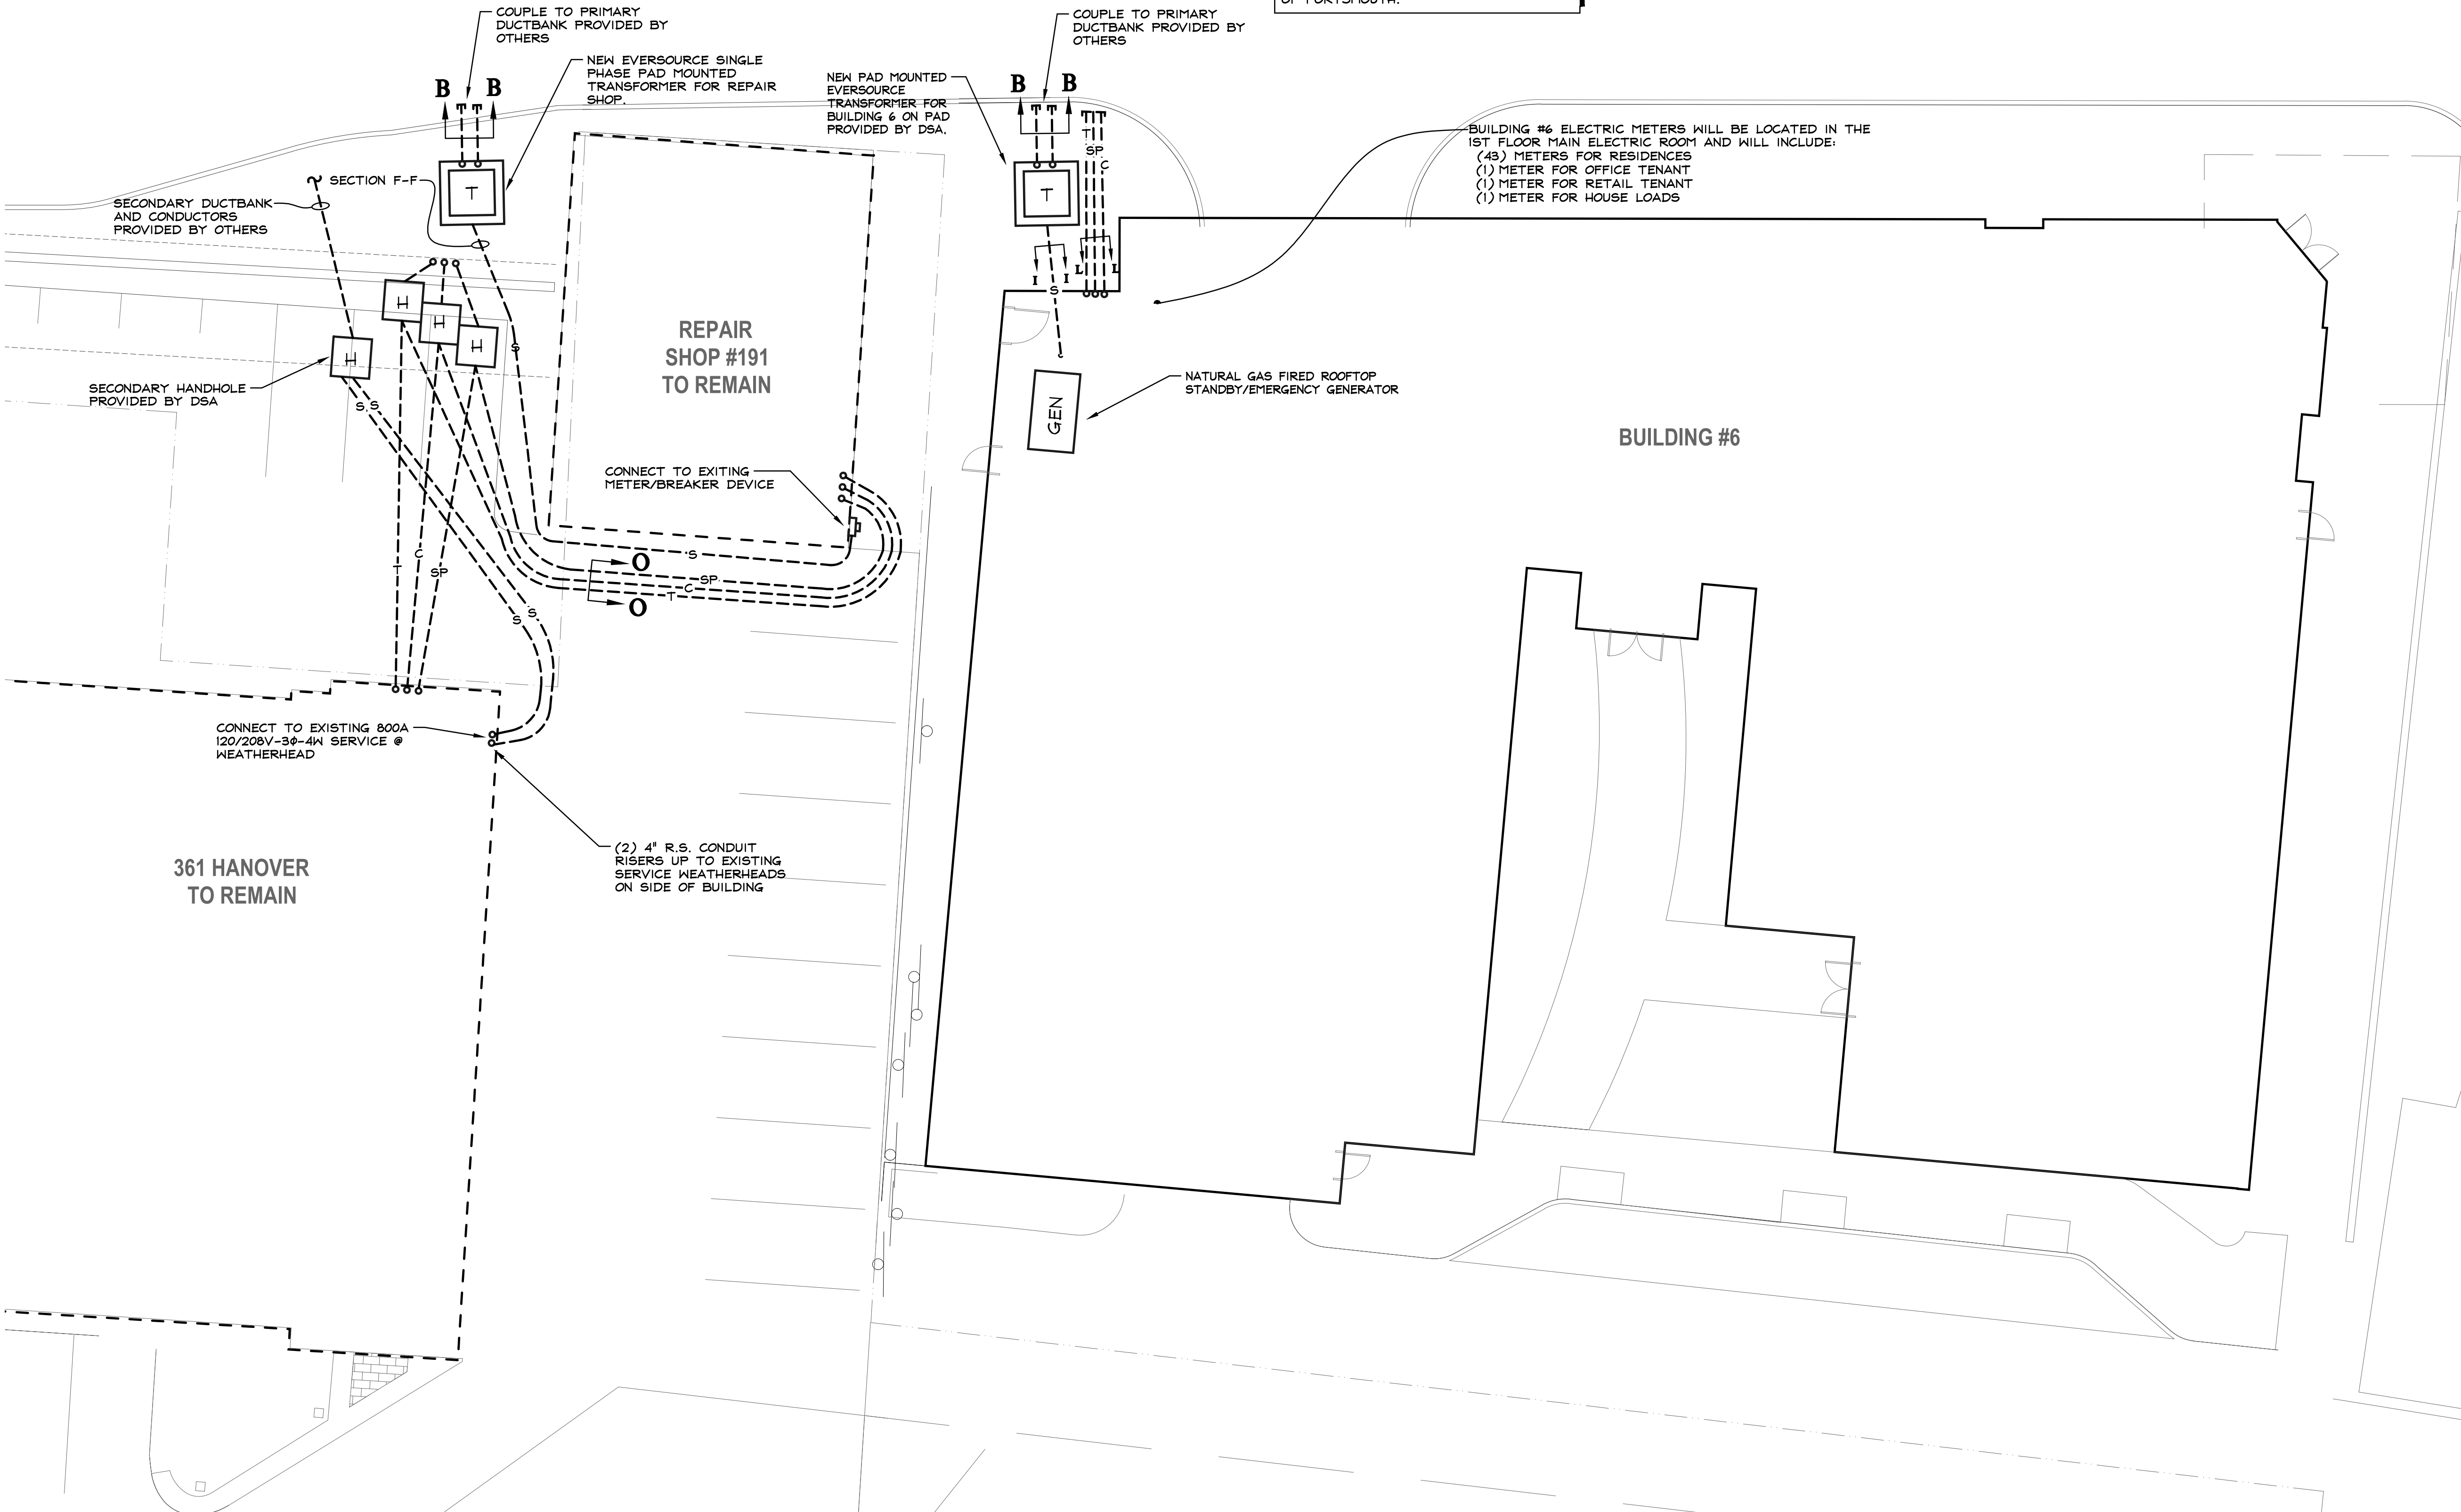 COUPLE TO PRIMARY
DUCTBANK PROVIDED BY
OTHERS
COUPLE TO PRIMARY
DUCTBANK PROVIDED BY
OTHERS
OF PORTSMOUTH.
NEW EVERSOURCE SINGLE
PHASE PAD MOUNTED
TRANSFORMER FOR REPAIR
SHOP.
NEW PAD MOUNTED
EVERSOURCE
TRANSFORMER FOR
BUILDING 6 ON PAD
PROVIDED BY DSA.
B
B
B
B
T
SP
C
BUILDING #6 ELECTRIC METERS WILL BE LOCATED IN THE
1ST FLOOR MAIN ELECTRIC ROOM AND WILL INCLUDE:
(43) METERS FOR RESIDENCES
(1) METER FOR OFFICE TENANT
(1) METER FOR RETAIL TENANT
(1) METER FOR HOUSE LOADS
SECTION F-F
T
T
SECONDARY DUCTBANK
AND CONDUCTORS
PROVIDED BY OTHERS
I
I
L
L
S
H
H
H
H
S
REPAIR
SHOP #191
TO REMAIN
SECONDARY HANDHOLE
PROVIDED BY DSA
S
S
NATURAL GAS FIRED ROOFTOP
STANDBY/EMERGENCY GENERATOR
GEN
BUILDING #6
CONNECT TO EXITING
METER/BREAKER DEVICE
S
O
O
SP
C
T
C
T
SP
S
S
CONNECT TO EXISTING 800A
120/208V-3Φ-4W SERVICE @
WEATHERHEAD
(2) 4" R.S. CONDUIT
RISERS UP TO EXISTING
SERVICE WEATHERHEADS
ON SIDE OF BUILDING
361 HANOVER
TO REMAIN